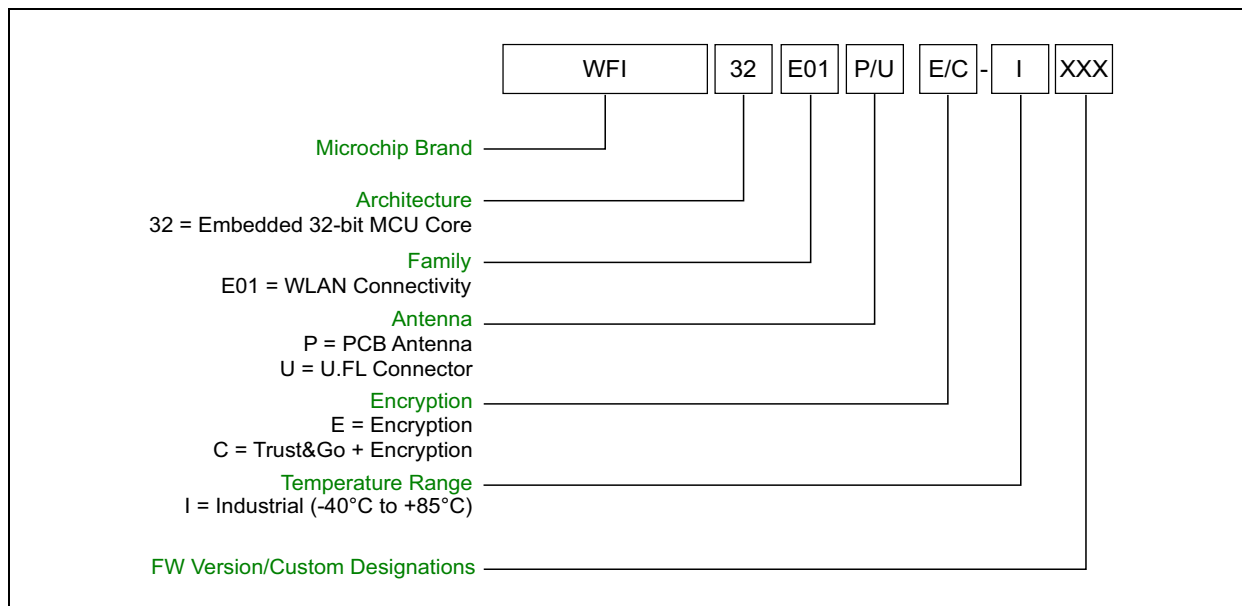 WFI 32 E01 P/U E/C - I XXX
Microchip Brand
Architecture
32 = Embedded 32-bit MCU Core
Family
E01 = WLAN Connectivity
Antenna
P = PCB Antenna
U = U.FL Connector
Encryption
E = Encryption
C = Trust&Go + Encryption
Temperature Range
I = Industrial (-40°C to +85°C)
FW Version/Custom Designations